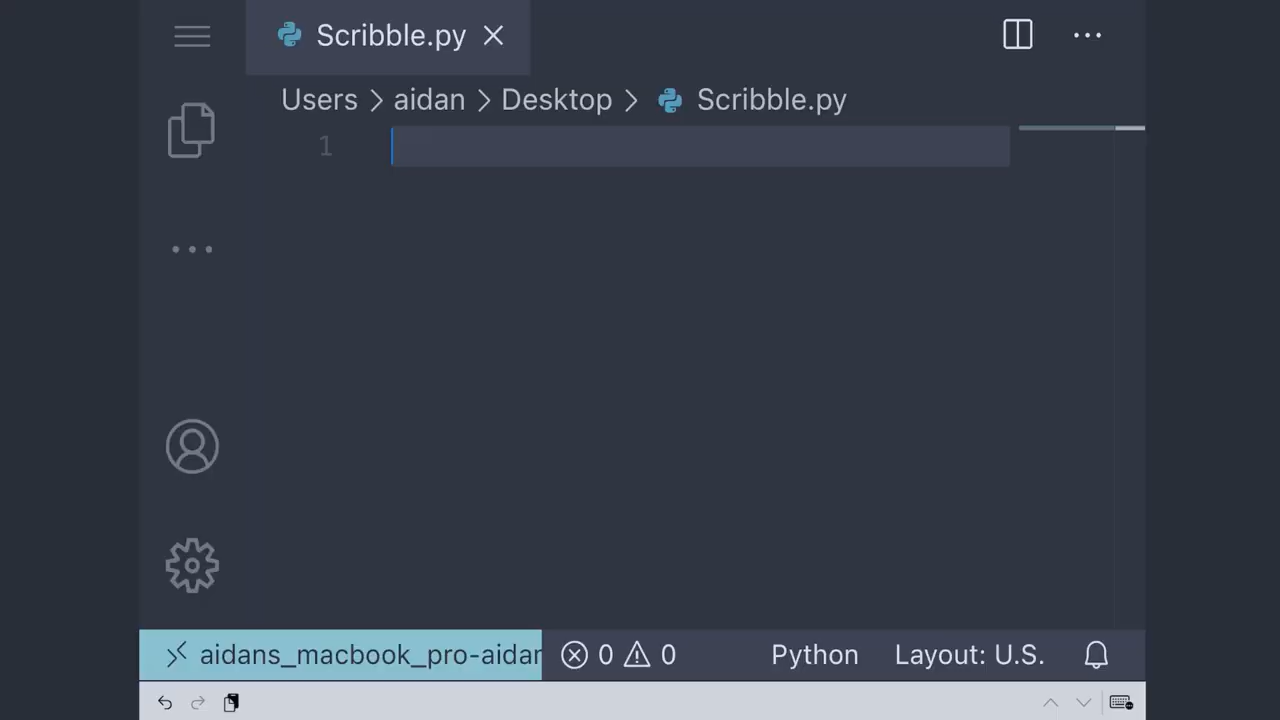 Scribble.py
Users > aidan > Desktop > Scribble.py
1
aidans_macbook_pro-aidan 0 0 Python Layout: U.S.